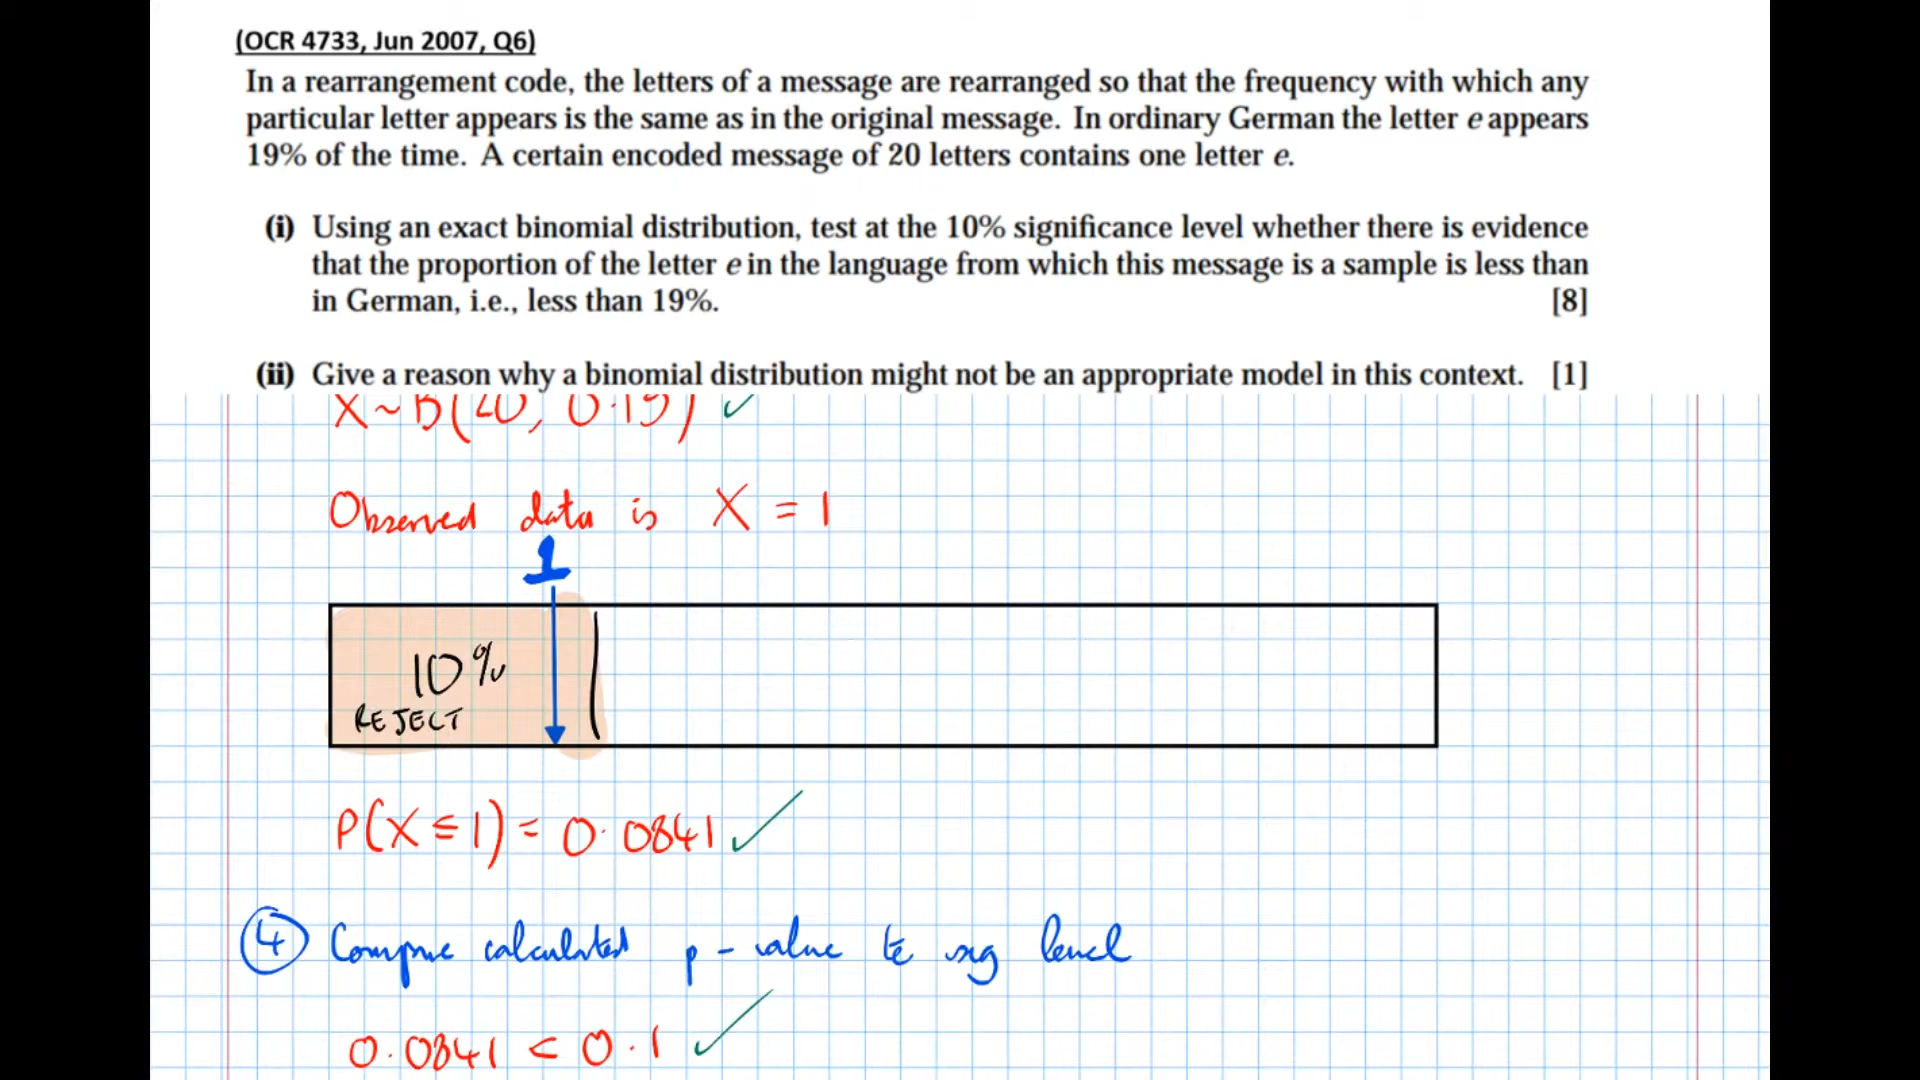 (OCR 4733, Jun 2007, Q6)
In a rearrangement code, the letters of a message are rearranged so that the frequency with which any
particular letter appears is the same as in the original message. In ordinary German the letter e appears
19% of the time. A certain encoded message of 20 letters contains one letter e.
(i) Using an exact binomial distribution, test at the 10% significance level whether there is evidence
that the proportion of the letter e in the language from which this message is a sample is less than
in German, i.e., less than 19%. [8]
(ii) Give a reason why a binomial distribution might not be an appropriate model in this context. [1]
X ~ B(20, 0.19) ✓
Observed data is X = 1
1
10%
REJECT
P(X ≤ 1) = 0.0841 ✓
④ Compare calculated p-value to sig level
0.0841 < 0.1 ✓